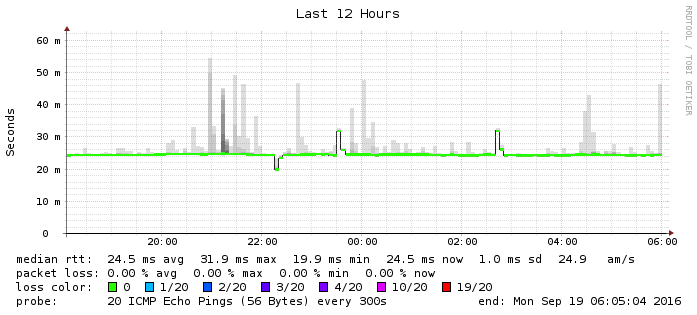 Last 12 Hours
RRDTOOL / TOBI OETIKER
Seconds
60 m
50 m
40 m
30 m
20 m
10 m
0
20:00 22:00 00:00 02:00 04:00 06:00
median rtt: 24.5 ms avg 31.9 ms max 19.9 ms min 24.5 ms now 1.0 ms sd 24.9 am/s
packet loss: 0.00 % avg 0.00 % max 0.00 % min 0.00 % now
loss color: 0 1/20 2/20 3/20 4/20 10/20 19/20
probe: 20 ICMP Echo Pings (56 Bytes) every 300s end: Mon Sep 19 06:05:04 2016